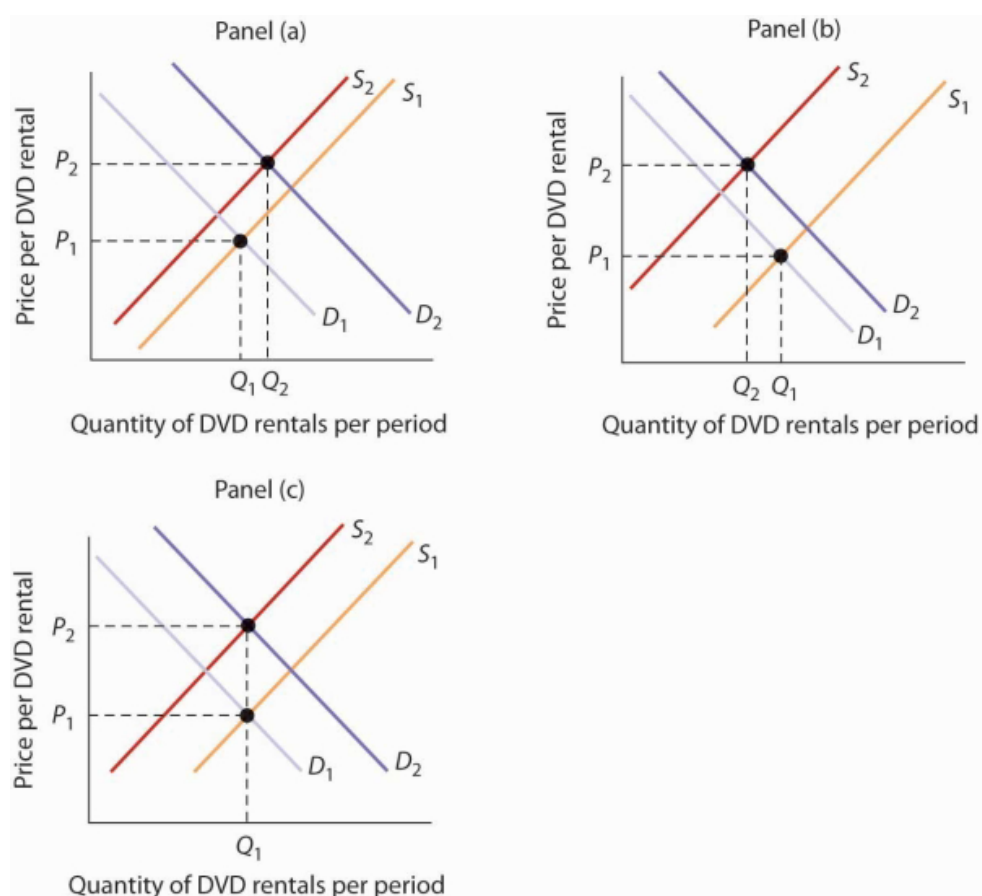 Panel (a)
Price per DVD rental
P₂
P₁
S₂
S₁
D₁
D₂
Q₁ Q₂
Quantity of DVD rentals per period
Panel (b)
Price per DVD rental
P₂
P₁
S₂
S₁
D₂
D₁
Q₂ Q₁
Quantity of DVD rentals per period
Panel (c)
Price per DVD rental
P₂
P₁
S₂
S₁
D₁
D₂
Q₁
Quantity of DVD rentals per period